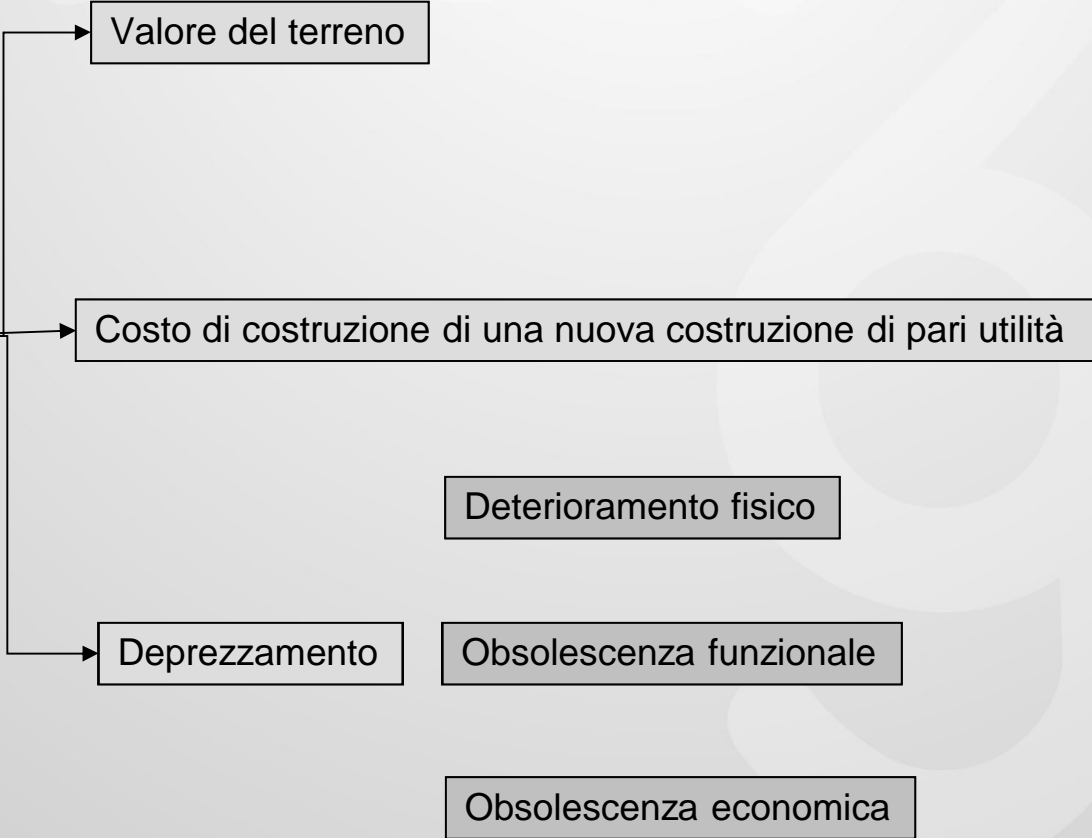 Valore del terreno
Costo di costruzione di una nuova costruzione di pari utilità
Deterioramento fisico
Deprezzamento
Obsolescenza funzionale
Obsolescenza economica